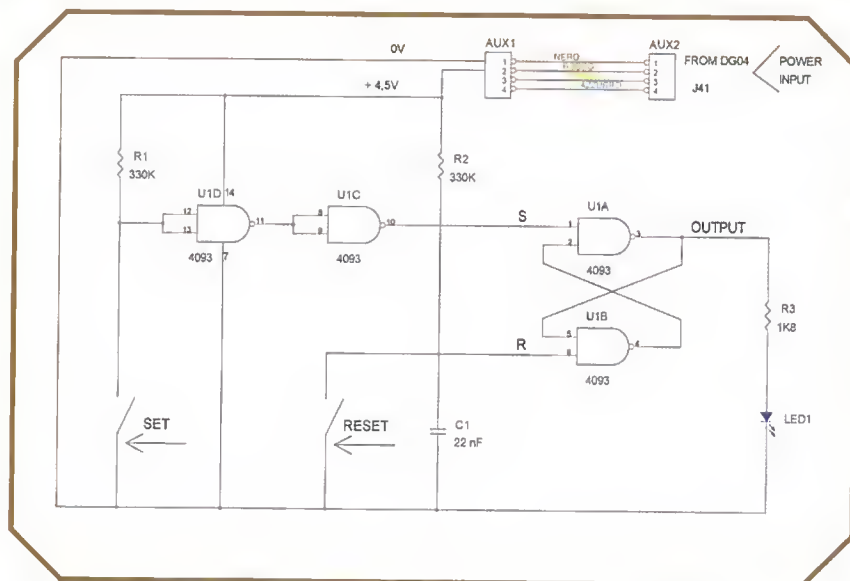 0V
AUX1
NERO
AUX2
FROM DG04
POWER
INPUT
J41
1
2
3
4
1
2
3
4
+ 4,5V
R1
330K
R2
330K
U1D
14
12
13
11
4093
7
U1C
8
9
10
4093
S
U1A
1
2
3
4093
OUTPUT
U1B
5
6
4
4093
R
R3
1K8
SET
RESET
C1
22 nF
LED1